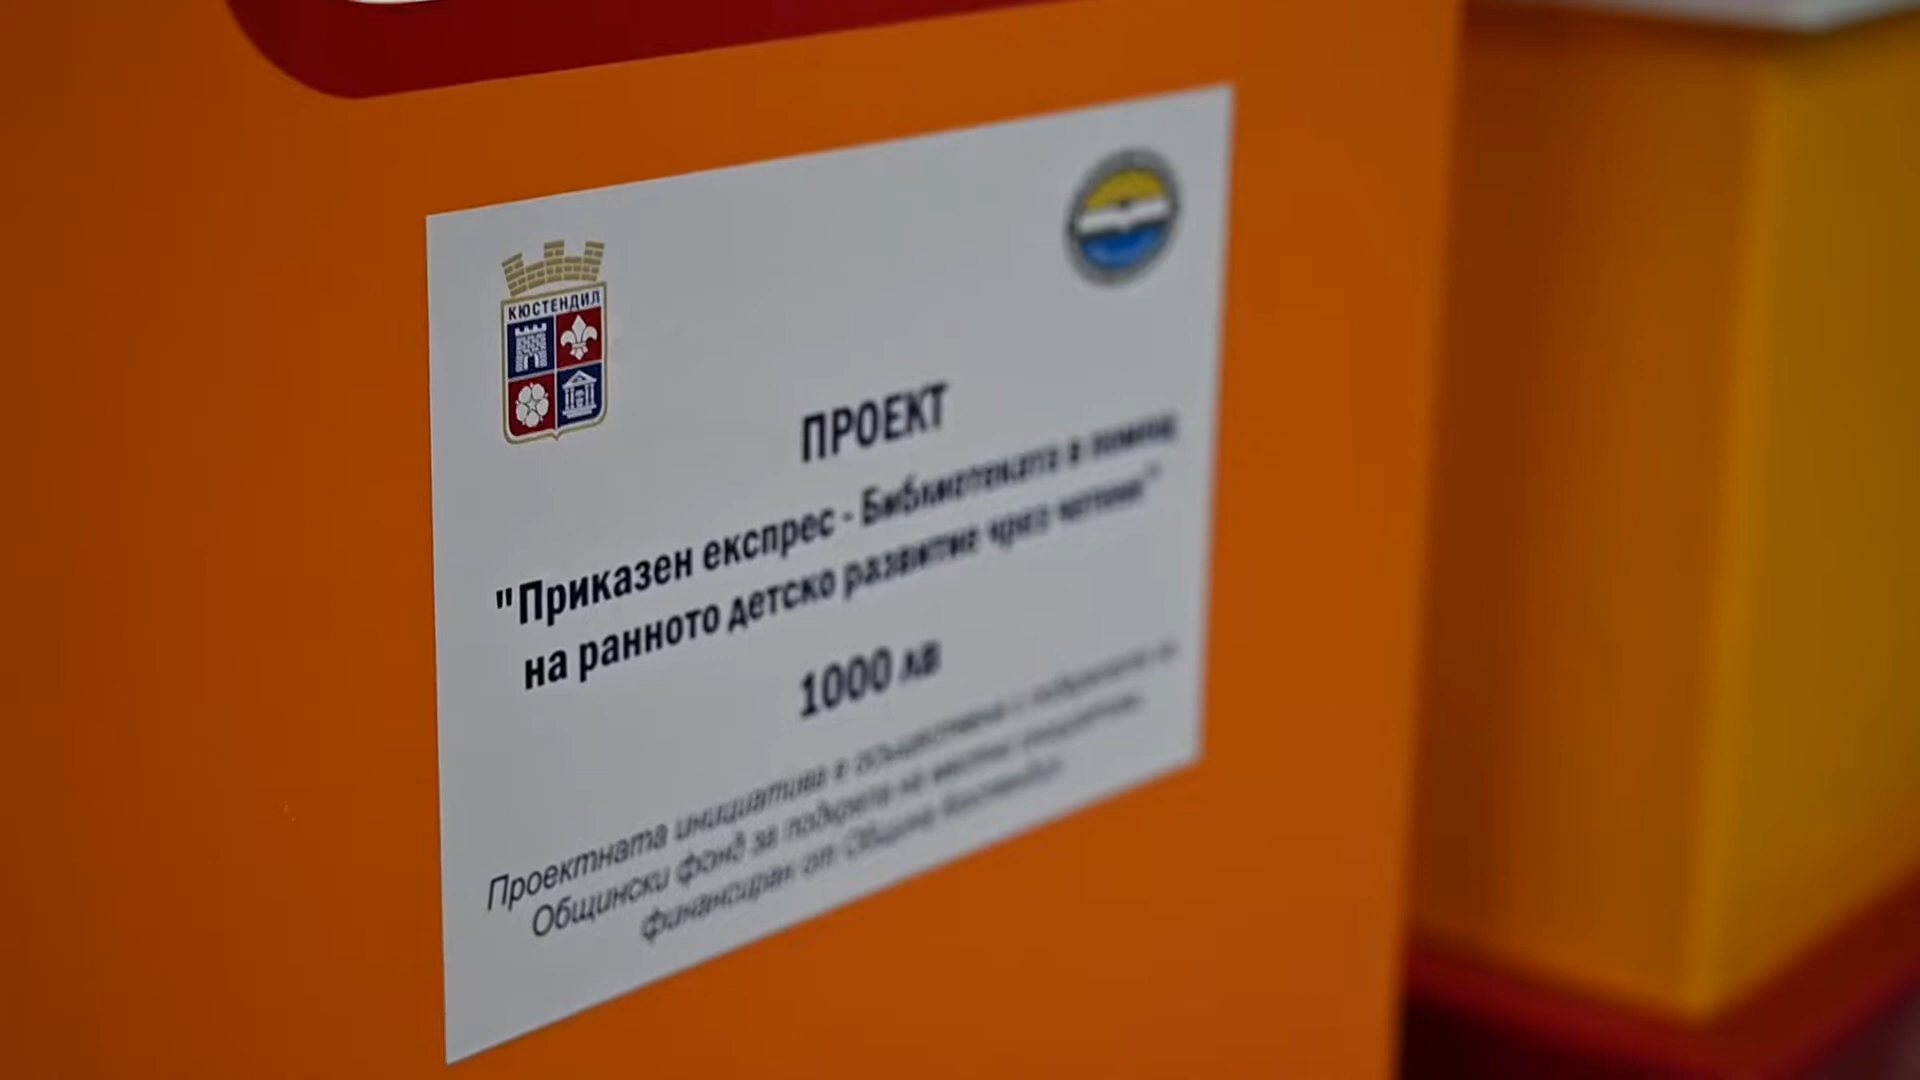 КЮСТЕНДИЛ
ПРОЕКТ
"Приказен експрес - Библиотеката в помощ
на ранното детско развитие чрез четене"
1000 лв
Проектната инициатива е осъществена с подкрепата на
Общински фонд за подкрепа на местни инициативи,
финансиран от Община Кюстендил